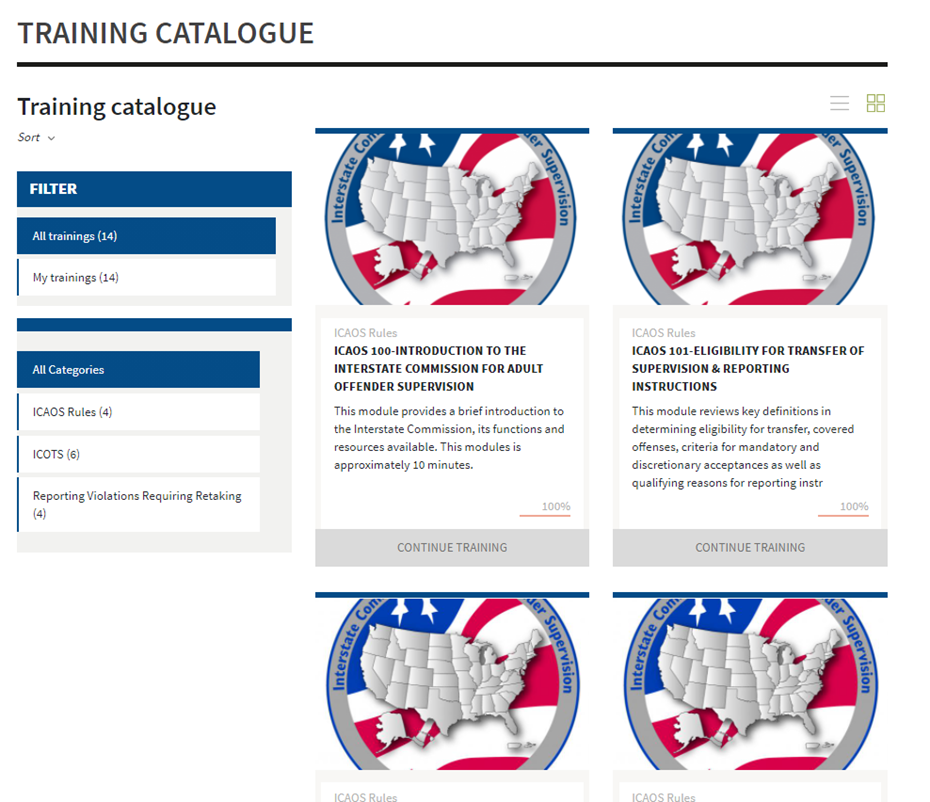 TRAINING CATALOGUE
Training catalogue
Sort
FILTER
All trainings (14)
My trainings (14)
All Categories
ICAOS Rules (4)
ICOTS (6)
Reporting Violations Requiring Retaking
(4)
Interstate Com
der Supervision
ICAOS Rules
ICAOS 100-INTRODUCTION TO THE
INTERSTATE COMMISSION FOR ADULT
OFFENDER SUPERVISION
This module provides a brief introduction to
the Interstate Commission, its functions and
resources available. This modules is
approximately 10 minutes.
100%
CONTINUE TRAINING
Interstate Com
der Supervision
ICAOS Rules
ICAOS 101-ELIGIBILITY FOR TRANSFER OF
SUPERVISION & REPORTING
INSTRUCTIONS
This module reviews key definitions in
determining eligibility for transfer, covered
offenses, criteria for mandatory and
discretionary acceptances as well as
qualifying reasons for reporting instr
100%
CONTINUE TRAINING
Interstate Com
der Supervision
ICAOS Rules
Interstate Com
der Supervision
ICAOS Rules